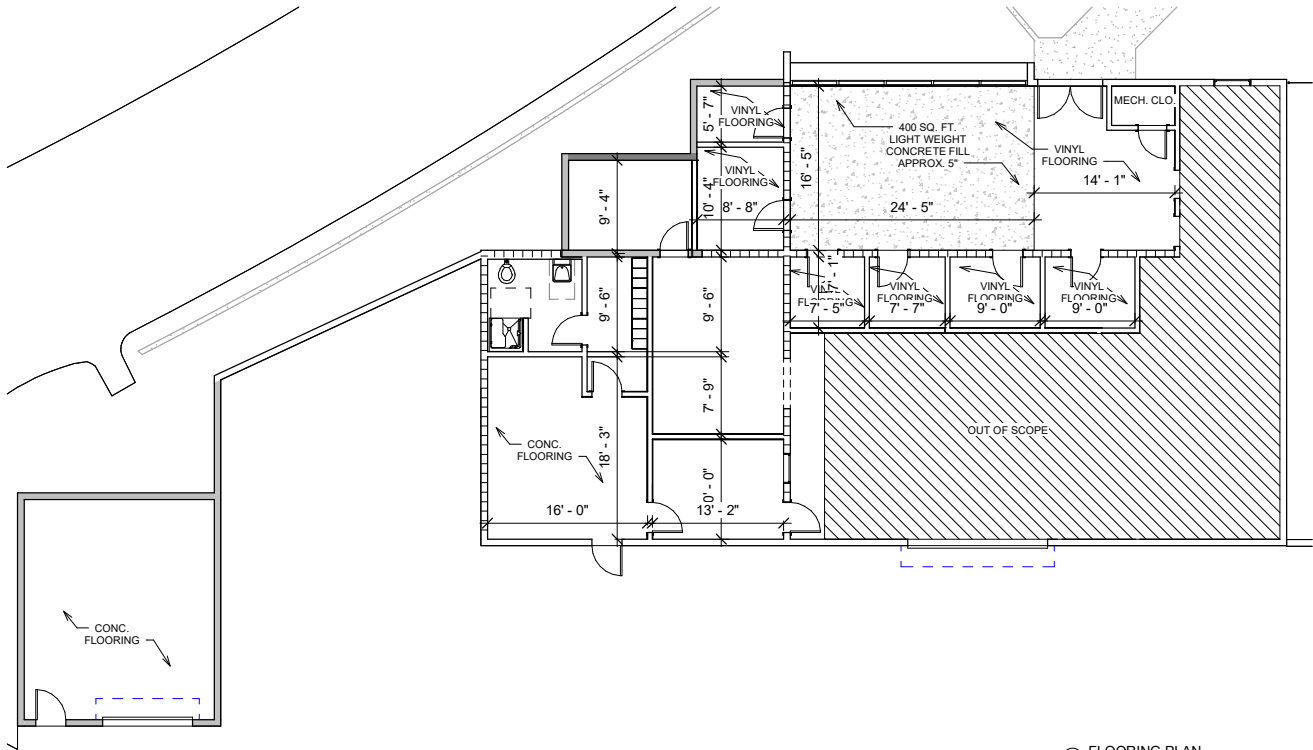 5' - 7"
VINYL
FLOORING
MECH. CLO.
400 SQ. FT.
LIGHT WEIGHT
CONCRETE FILL
APPROX. 5"
16' - 5"
VINYL
FLOORING
10' - 4"
VINYL
FLOORING
14' - 1"
9' - 4"
8' - 8"
24' - 5"
VINYL
FLOORING
VINYL
FLOORING
VINYL
FLOORING
9' - 6"
9' - 6"
7' - 5"
7' - 7"
9' - 0"
9' - 0"
7' - 9"
OUT OF SCOPE
CONC.
FLOORING
18' - 3"
16' - 0"
13' - 2"
CONC.
FLOORING
FLOORING PLAN